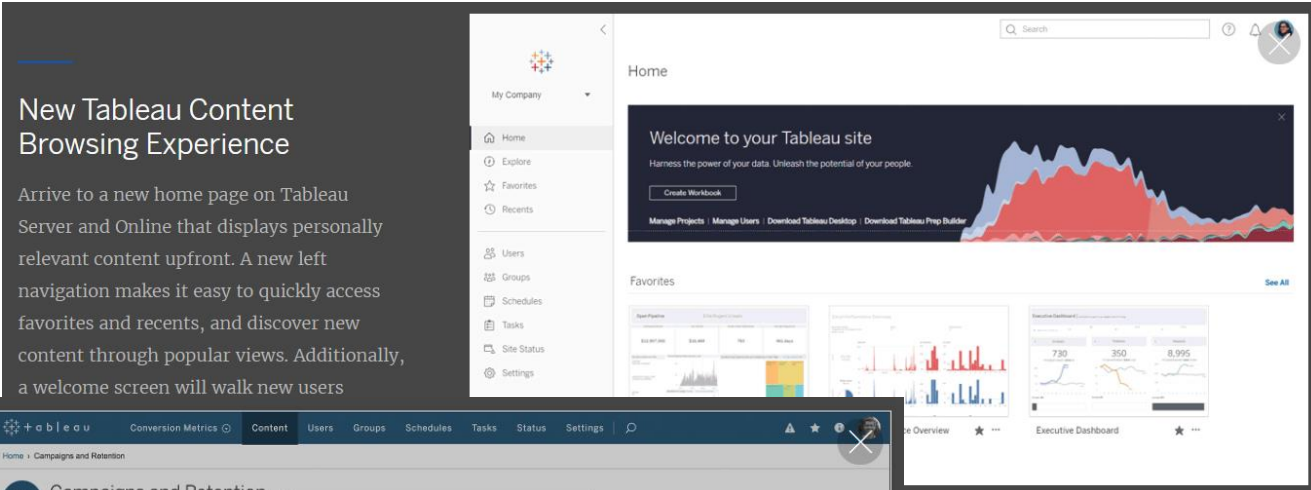 New Tableau Content
Browsing Experience
Arrive to a new home page on Tableau
Server and Online that displays personally
relevant content upfront. A new left
navigation makes it easy to quickly access
favorites and recents, and discover new
content through popular views. Additionally,
a welcome screen will walk new users
My Company
Home
Explore
Favorites
Recents
Users
Groups
Schedules
Tasks
Site Status
Settings
Search
Home
Welcome to your Tableau site
Harness the power of your data. Unleash the potential of your people.
Create Workbook
Manage Projects | Manage Users | Download Tableau Desktop | Download Tableau Prep Builder
Favorites
See All
Open Pipeline
Executive Dashboard
730
350
8,995
Overview
Executive Dashboard
+ a b l e a u
Conversion Metrics
Content
Users
Groups
Schedules
Tasks
Status
Settings
Home › Campaigns and Retention
Campaigns and Retention